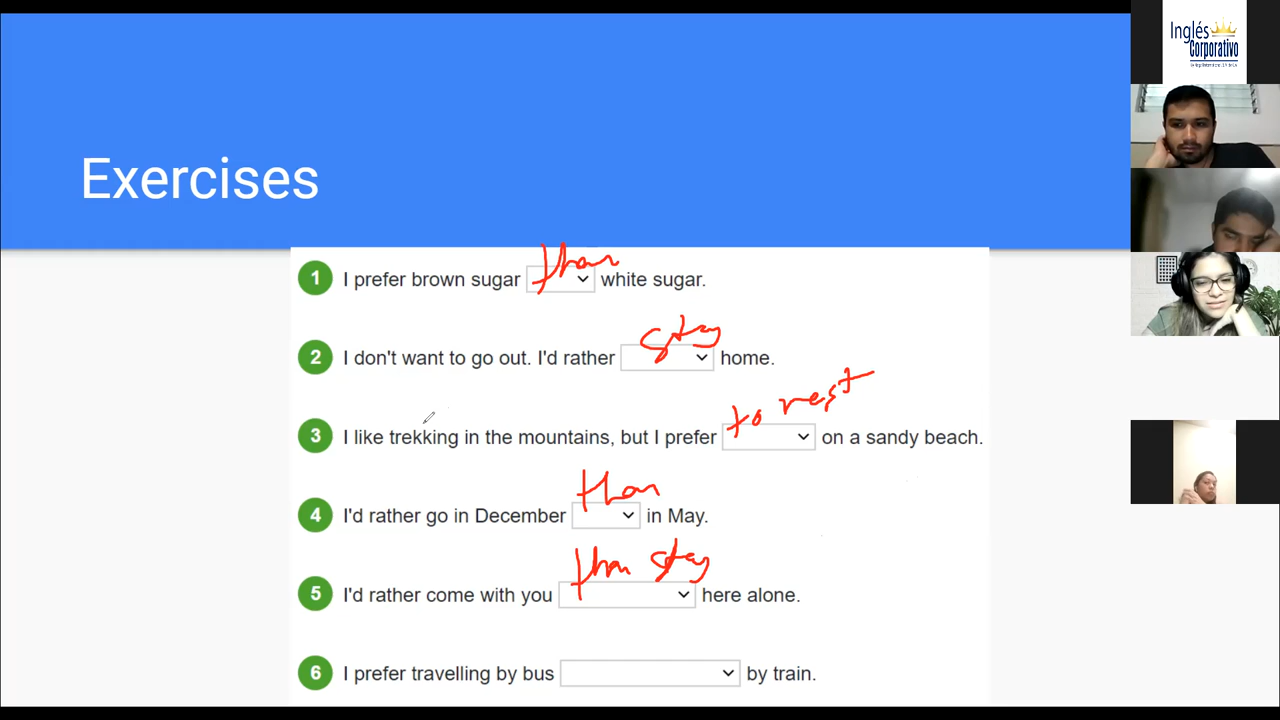 Inglés
Corporativo
Exercises
1 I prefer brown sugar than white sugar.
2 I don't want to go out. I'd rather stay home.
3 I like trekking in the mountains, but I prefer to rest on a sandy beach.
4 I'd rather go in December than in May.
5 I'd rather come with you than stay here alone.
6 I prefer travelling by bus by train.